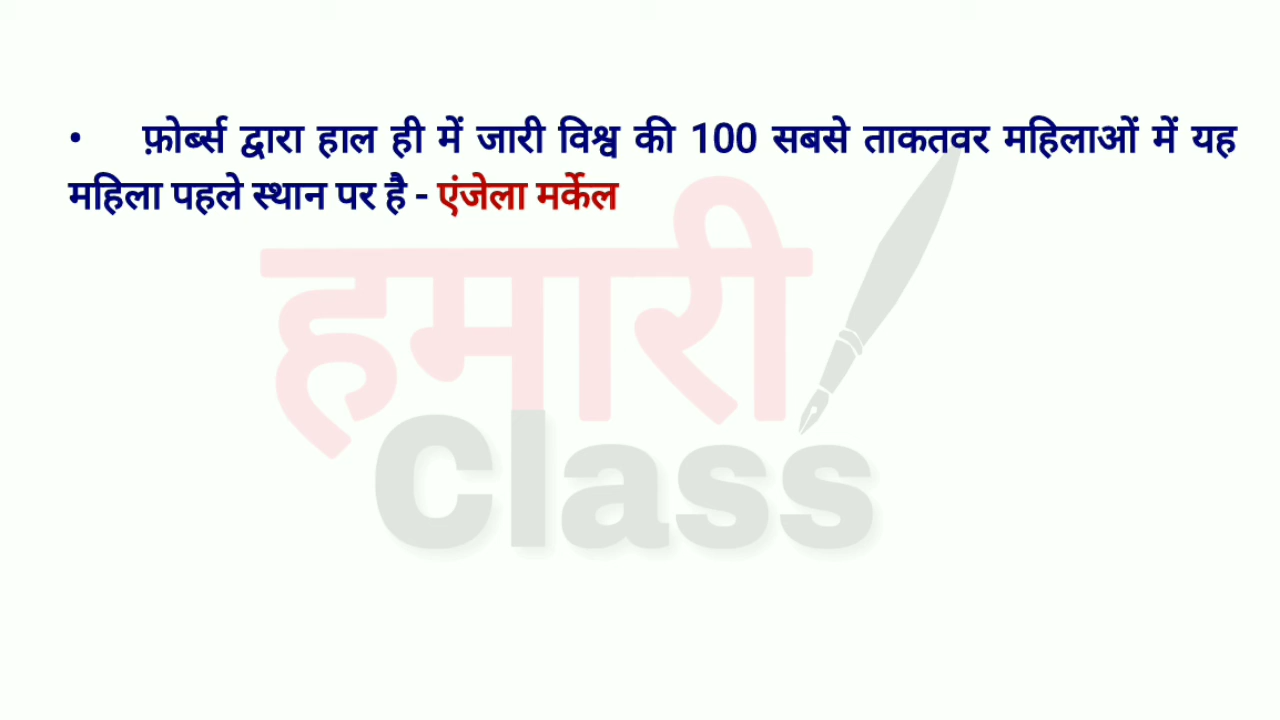 • फ़ोर्ब्स द्वारा हाल ही में जारी विश्व की 100 सबसे ताकतवर महिलाओं में यह
महिला पहले स्थान पर है - एंजेला मर्केल
हमारी
Class